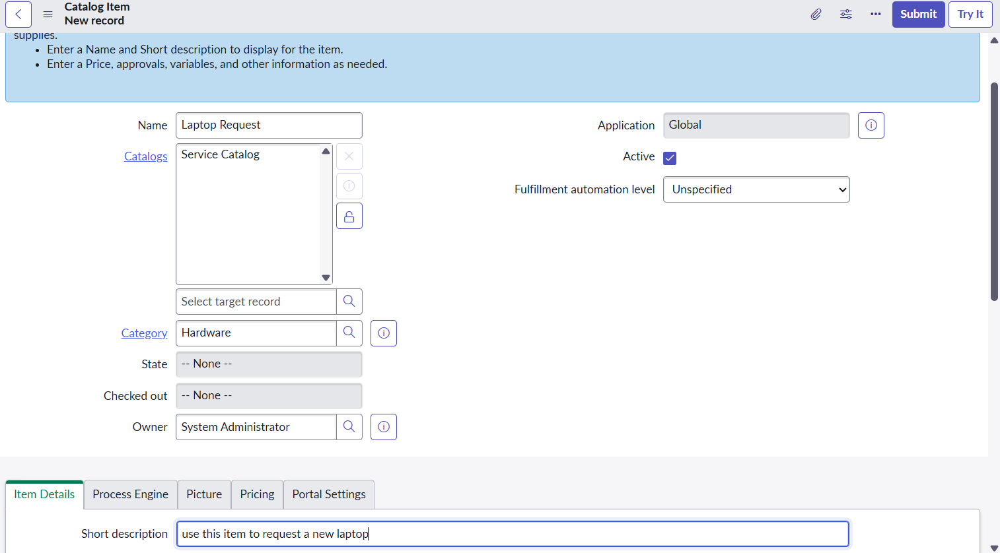 Catalog Item
New record
Submit
Try It
supplies.
• Enter a Name and Short description to display for the item.
• Enter a Price, approvals, variables, and other information as needed.
Name Laptop Request
Application Global
Catalogs Service Catalog
Active
Fulfillment automation level Unspecified
Select target record
Category Hardware
State -- None --
Checked out -- None --
Owner System Administrator
Item Details Process Engine Picture Pricing Portal Settings
Short description use this item to request a new laptop